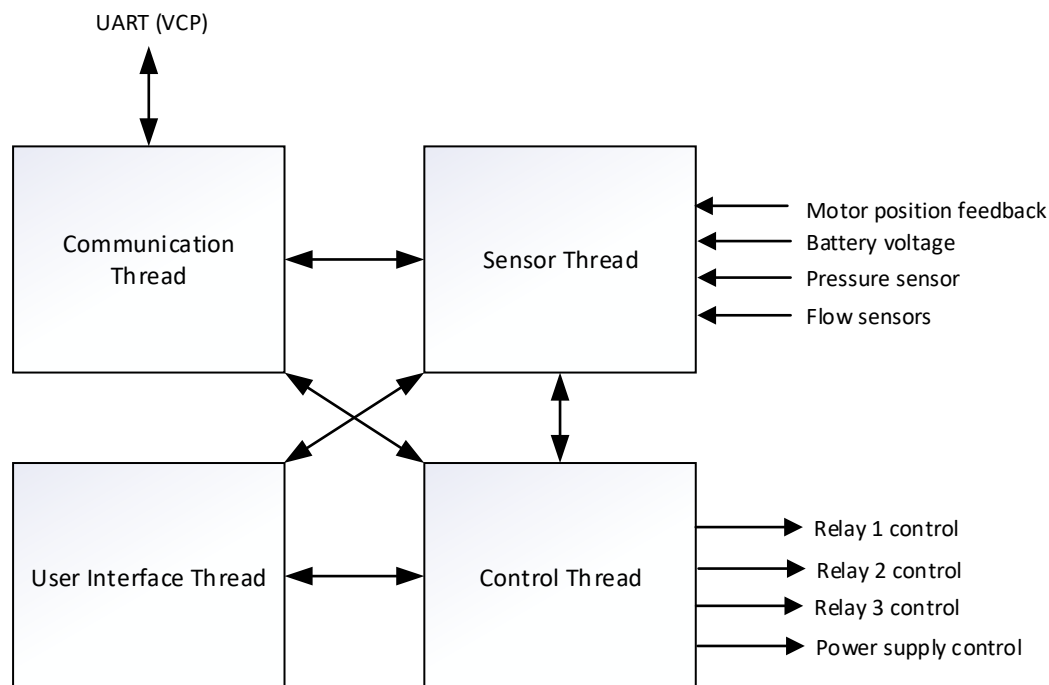 UART (VCP)
Communication
Thread
Sensor Thread
Motor position feedback
Battery voltage
Pressure sensor
Flow sensors
User Interface Thread
Control Thread
Relay 1 control
Relay 2 control
Relay 3 control
Power supply control